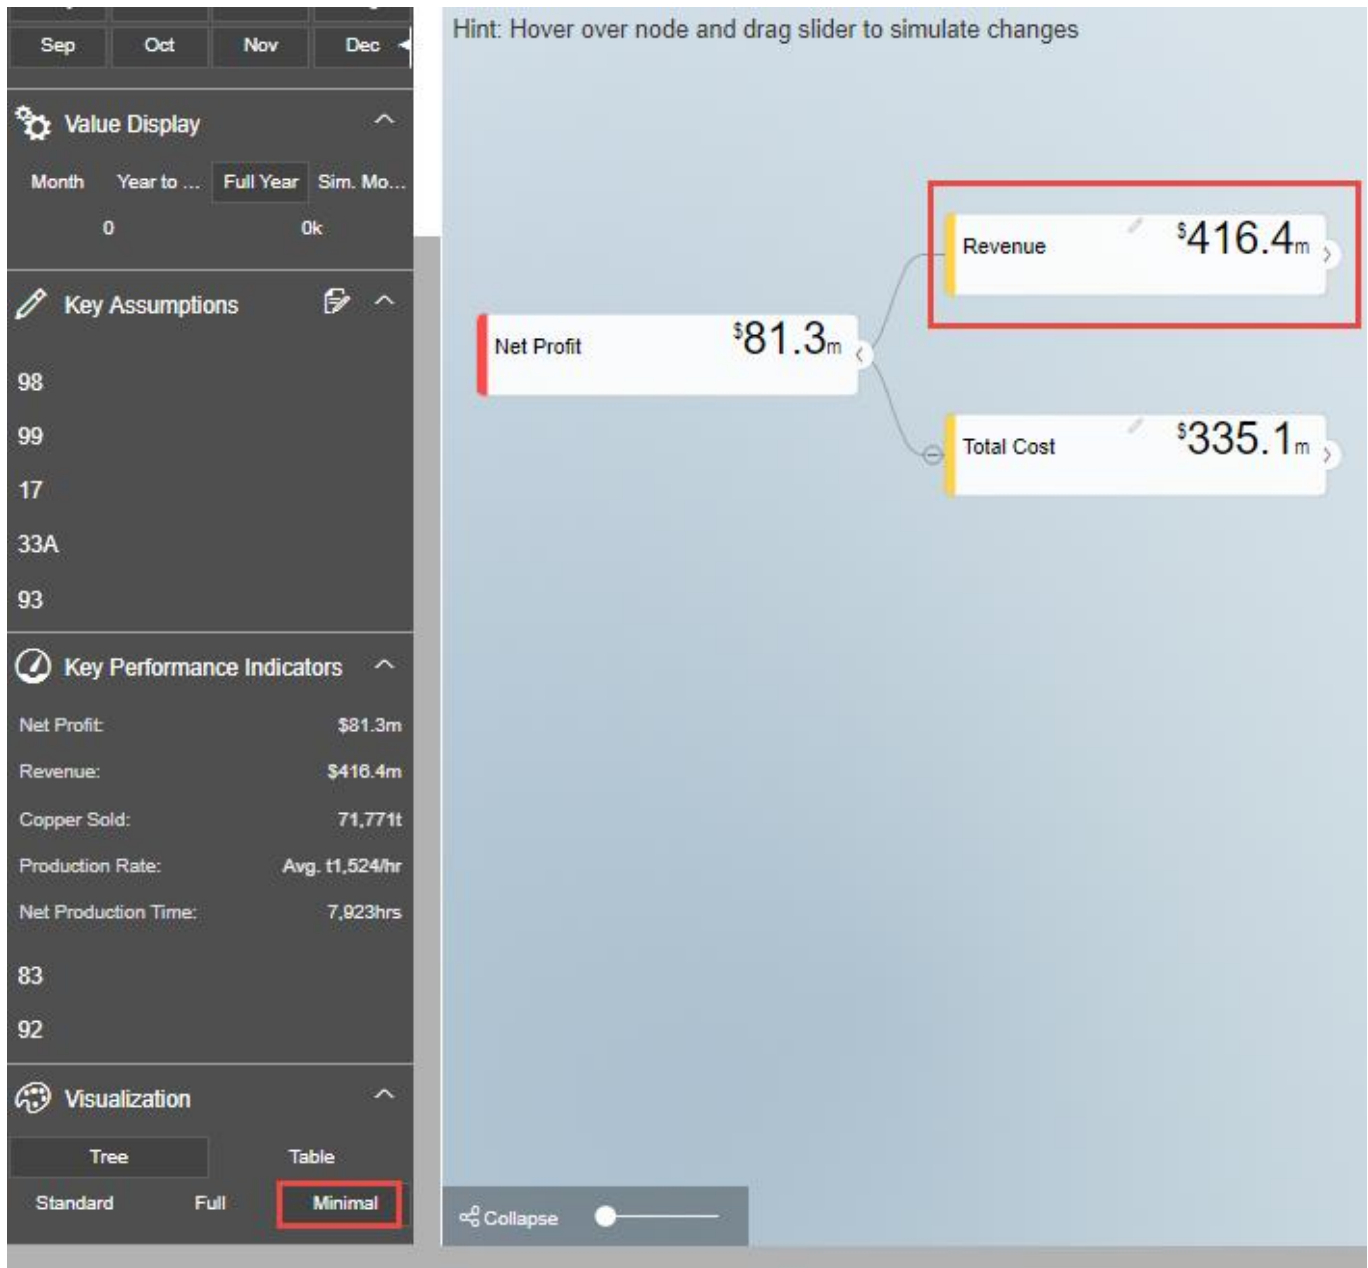 Sep Oct Nov Dec
Value Display
Month Year to ... Full Year Sim. Mo...
0 0k
Key Assumptions
98
99
17
33A
93
Key Performance Indicators
Net Profit: $81.3m
Revenue: $416.4m
Copper Sold: 71,771t
Production Rate: Avg. t1,524/hr
Net Production Time: 7,923hrs
83
92
Visualization
Tree Table
Standard Full Minimal
Hint: Hover over node and drag slider to simulate changes
Revenue $416.4m
Net Profit $81.3m
Total Cost $335.1m
Collapse